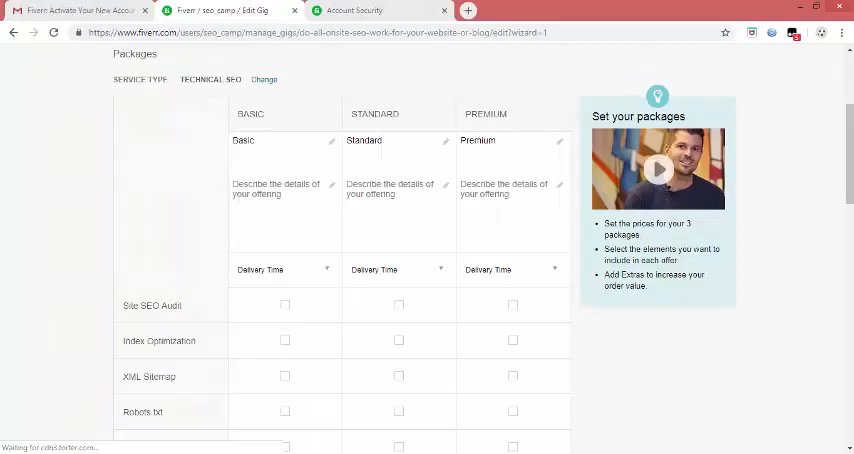 Fiverr: Activate Your New Accou
Fiverr / seo_camp / Edit Gig
Account Security
https://www.fiverr.com/users/seo_camp/manage_gigs/do-all-onsite-seo-work-for-your-website-or-blog/edit?wizard=1
Packages
SERVICE TYPE TECHNICAL SEO Change
BASIC STANDARD PREMIUM
Basic Standard Premium
Describe the details of your offering
Describe the details of your offering
Describe the details of your offering
Delivery Time Delivery Time Delivery Time
Site SEO Audit
Index Optimization
XML Sitemap
Robots.txt
Set your packages
Set the prices for your 3
packages.
Select the elements you want
to include in each offer.
Add Extras to increase your
order value.
Waiting for cdn3.forter.com...